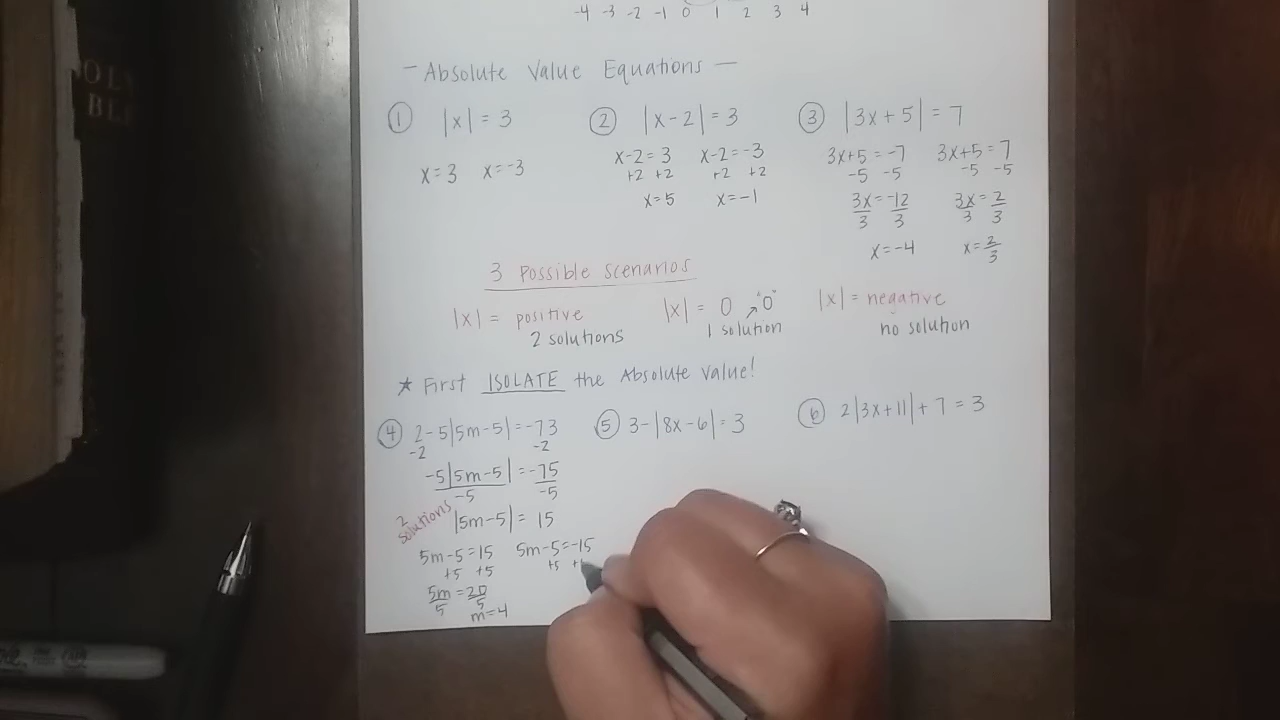 -4 -3 -2 -1 0 1 2 3 4
- Absolute Value Equations -
① |x| = 3
x=3 x=-3
② |x-2| = 3
x-2=3 x-2=-3
+2 +2 +2 +2
x=5 x=-1
③ |3x+5| = 7
3x+5=-7 3x+5=7
-5 -5 -5 -5
3x=-12 3x=2
3 3 3 3
x=-4 x=2/3
3 Possible scenarios
|x| = positive
2 solutions
|x| = 0 ↗"0"
1 solution
|x| = negative
no solution
* First ISOLATE the Absolute Value!
④ 2-5|5m-5|=-73
-2 -2
-5|5m-5|=-75
-5 -5
2 solutions
|5m-5| = 15
5m-5=15 5m-5=-15
+5 +5 +5 +
5m=20
5 5
m=4
⑤ 3-|8x-6|=3
⑥ 2|3x+11|+7=3